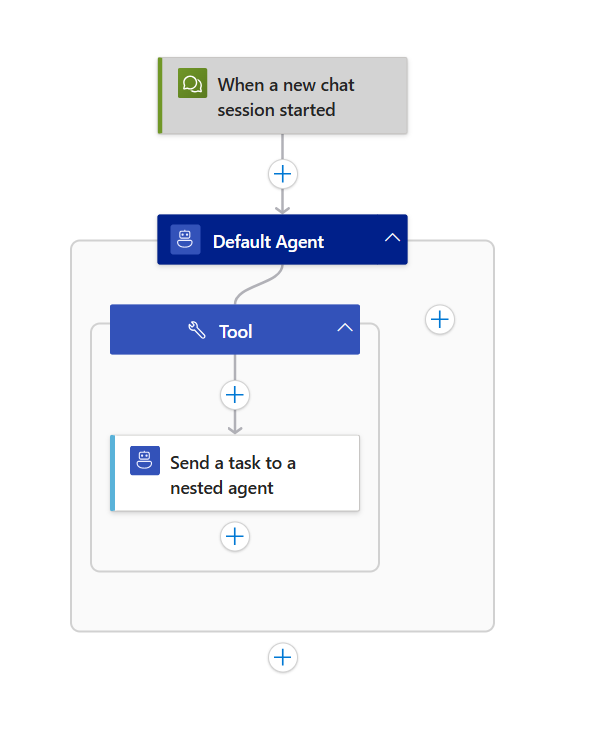 When a new chat
session started
Default Agent
Tool
Send a task to a
nested agent